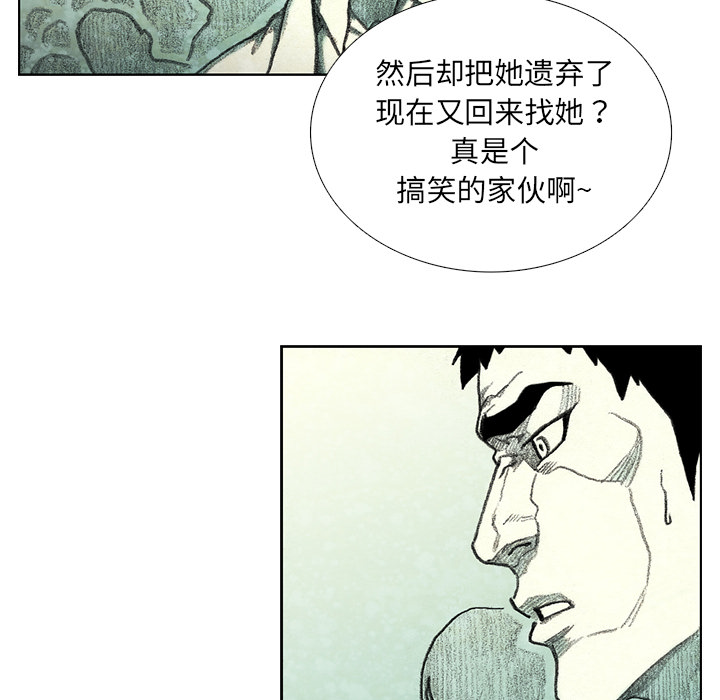 然后却把她遗弃了
现在又回来找她？
真是个
搞笑的家伙啊~